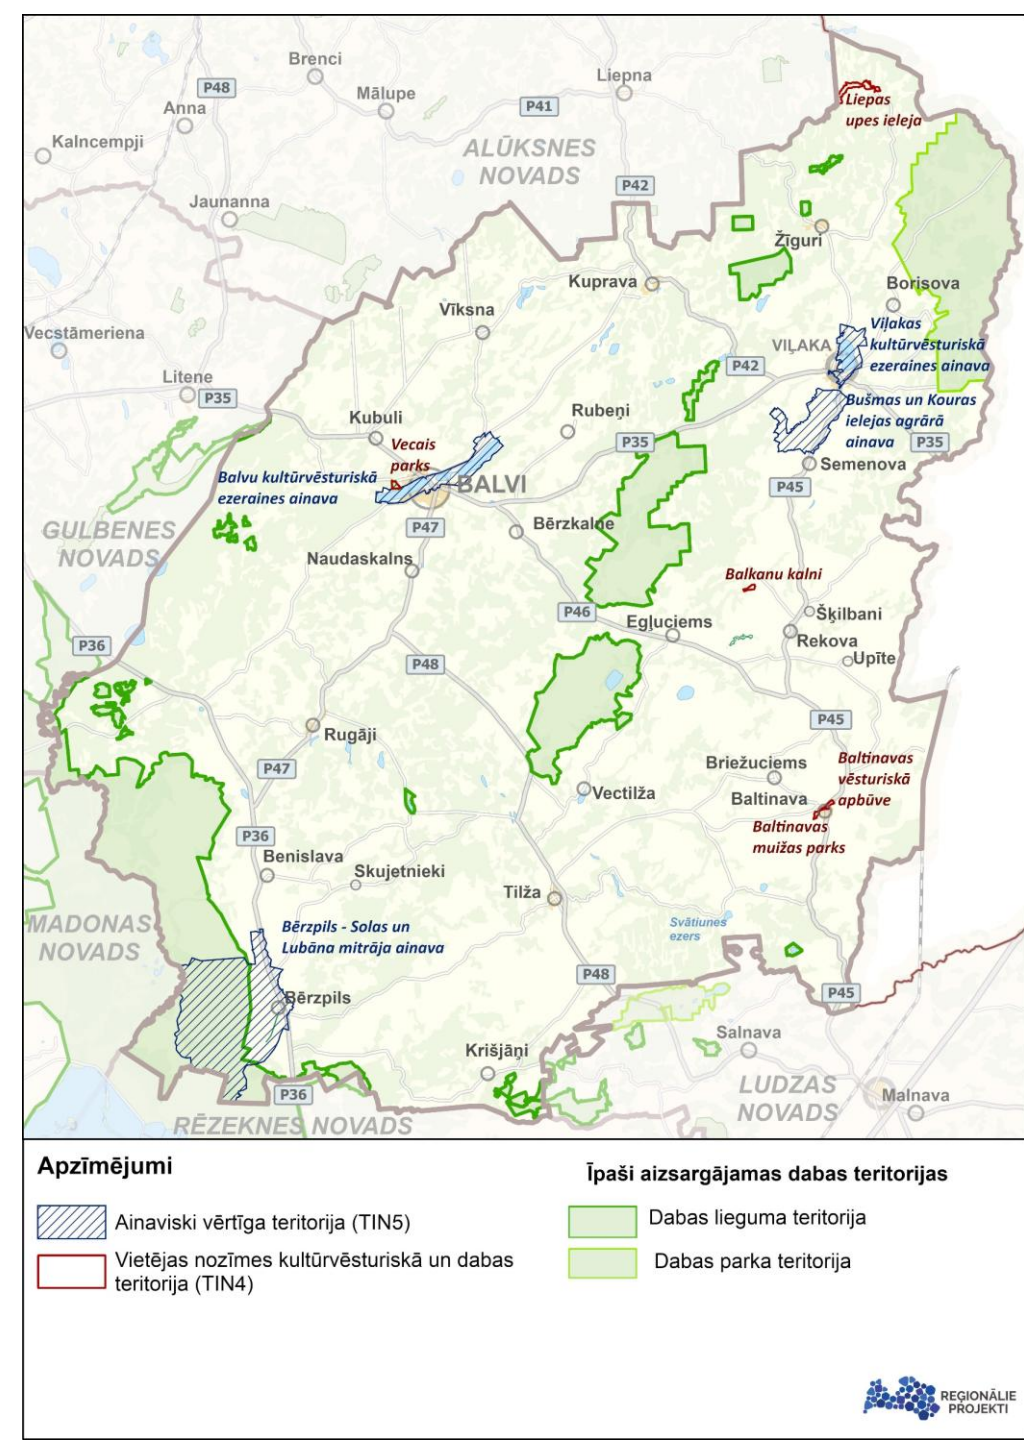 Brenci
P48
Mālupe
Liepna
Anna
P41
Liepas
upes ieleja
Kalncempji
ALŪKSNES
NOVADS
P42
Jaunanna
Žīguri
Kuprava
Borisova
Vīksna
Vecstāmeriena
Viļakas
kultūrvēsturiskā
ezeraines ainava
VIĻAKA
P42
Litene
P35
Bušmas un Kouras
ielejas agrārā
ainava
Kubuli
Rubeņi
Vecais
parks
P35
P35
Semenova
Balvu kultūrvēsturiskā
ezeraines ainava
BALVI
P45
GULBENES
NOVADS
P47
Bērzkalne
Naudaskalns
Balkanu kalni
P46
Egļuciems
Šķilbani
Rekova
P36
P48
Upīte
P45
Rugāji
Briežuciems
Baltinavas
vēsturiskā
apbūve
P47
Vectilža
Baltinava
Baltinavas
muižas parks
P36
Benislava
Skujetnieki
Tilža
MADONAS
NOVADS
Bērzpils - Solas un
Lubāna mitrāja ainava
Svātiunes
ezers
P48
Bērzpils
P45
Salnava
Krišjāņi
LUDZAS
NOVADS
P36
Malnava
RĒZEKNES NOVADS
Apzīmējumi
Ainaviski vērtīga teritorija (TIN5)
Vietējas nozīmes kultūrvēsturiskā un dabas
teritorija (TIN4)
Īpaši aizsargājamas dabas teritorijas
Dabas lieguma teritorija
Dabas parka teritorija
REĢIONĀLIE
PROJEKTI